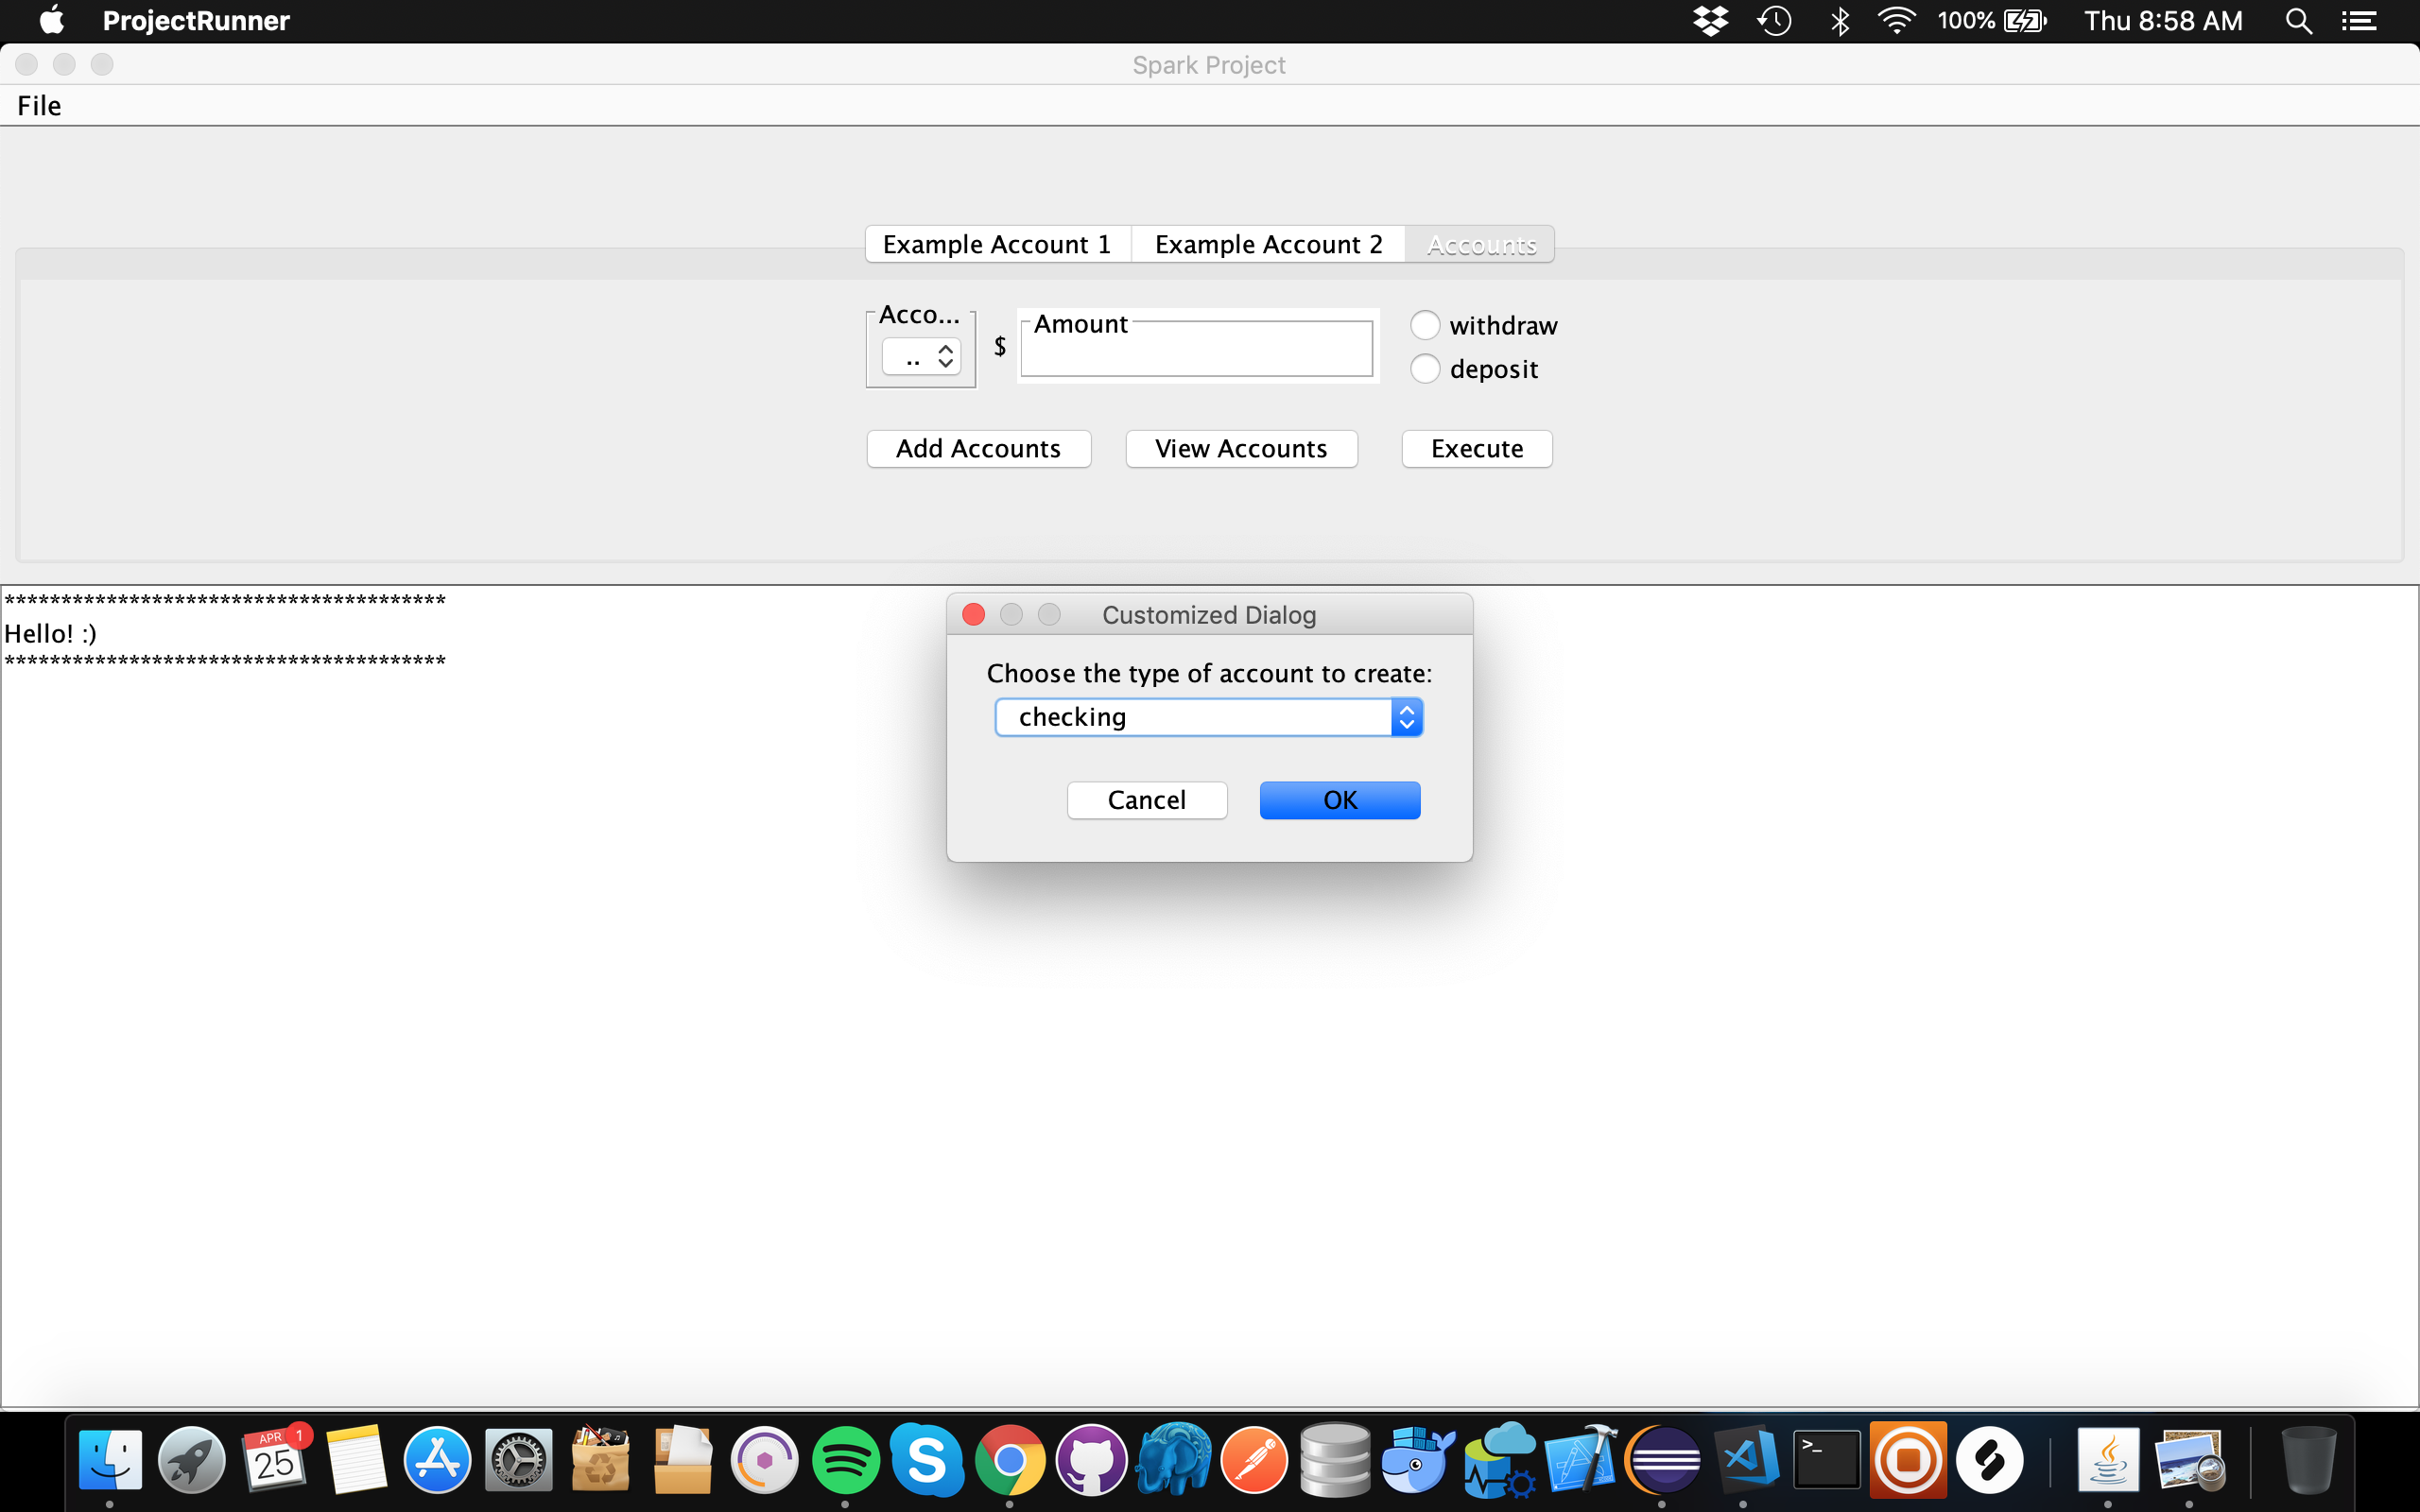 ProjectRunner
100%
Thu 8:58 AM
Spark Project
File
Example Account 1
Example Account 2
Accounts
Acco...
..
$
Amount
withdraw
deposit
Add Accounts
View Accounts
Execute
***************************************
Hello! :)
***************************************
Customized Dialog
Choose the type of account to create:
checking
Cancel
OK
APR
1
25
>_